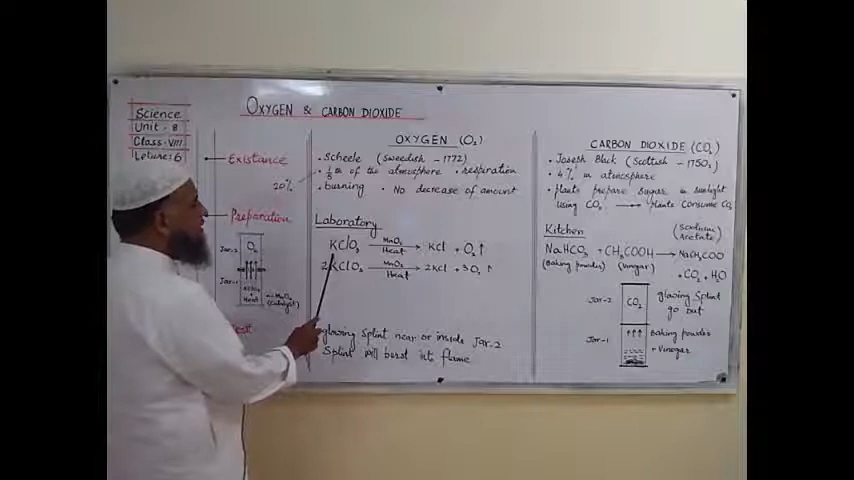 OXYGEN & CARBON DIOXIDE
Science
Unit - 8
Class - VIII
Leture: 6
Existance
20%
Preparation
Jar-2
O₂
Jar-1
KClO₃
+
Heat
MnO₂
(Catalyst)
Test
OXYGEN (O₂)
• Scheele (Sweedish - 1772)
• 1/5 th of the atmosphere • respiration
• burning • No decrease of amount
Laboratory
KClO₃ MnO₂ Heat → KCl + O₂ ↑
2KClO₃ MnO₂ Heat → 2KCl + 3O₂ ↑
glowing Splint near or inside Jar-2
Splint will burst into flame
CARBON DIOXIDE (CO₂)
• Joseph Black (Scottish - 1750s)
• 4% in atmosphere
• plants prepare sugar in sunlight
using CO₂ → Plants Consume CO₂
Kitchen
(Sodium Acetate)
NaHCO₃ + CH₃COOH → NaCH₃COO
(Baking powder) (Vinegar)
+ CO₂ + H₂O
Jar-2
CO₂
glowing Splint
go out
Jar-1
Baking powder
+ Vinegar